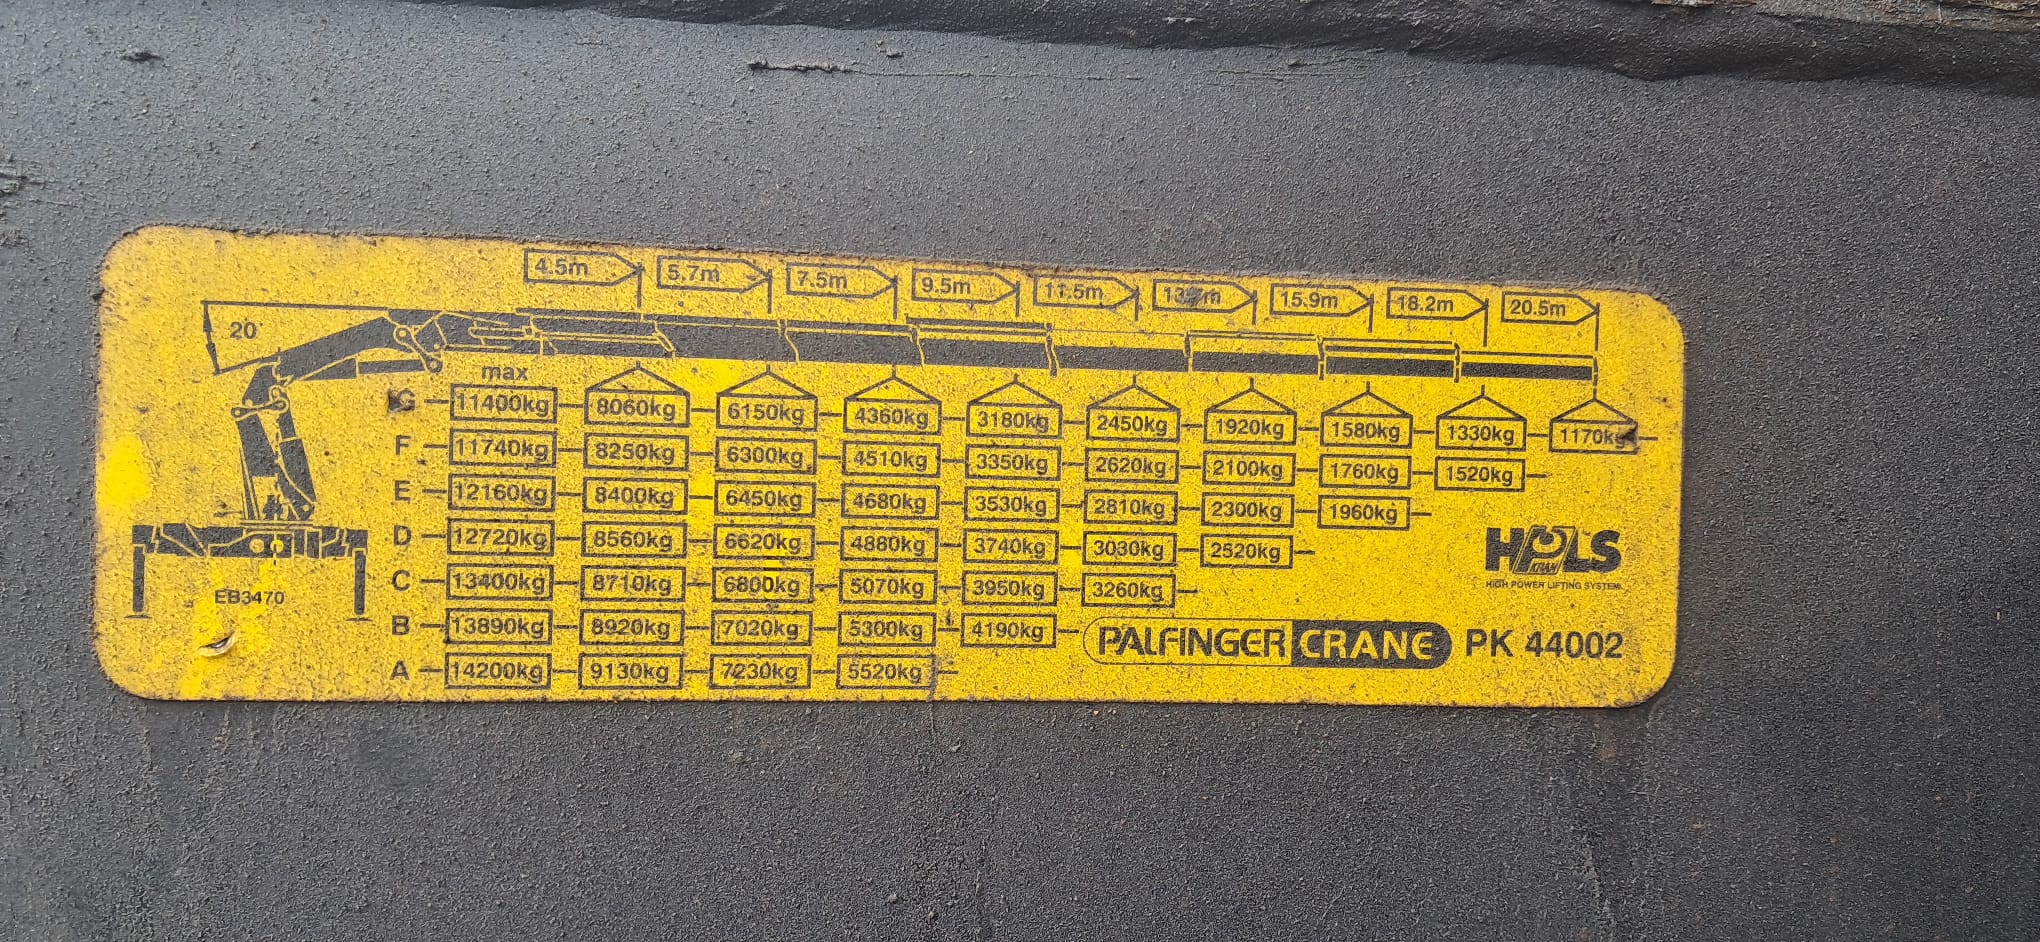 4.5m 5.7m 7.5m 9.5m 11.5m 15.9m 18.2m 20.5m
20°
max
G 11400kg 8060kg 6150kg 4360kg 3180kg 2450kg 1920kg 1580kg 1330kg 1170kg
F 11740kg 8250kg 6300kg 4510kg 3350kg 2620kg 2100kg 1760kg 1520kg
E 12160kg 8400kg 6450kg 4680kg 3530kg 2810kg 2300kg 1960kg
D 12720kg 8560kg 6620kg 4880kg 3740kg 3030kg 2520kg
C 13400kg 8710kg 6800kg 5070kg 3950kg 3260kg
B 13890kg 8920kg 7020kg 5300kg 4190kg
A 14200kg 9130kg 7230kg 5520kg
EB3470
HPLS
KRAN
HIGH POWER LIFTING SYSTEM
PALFINGER CRANE PK 44002